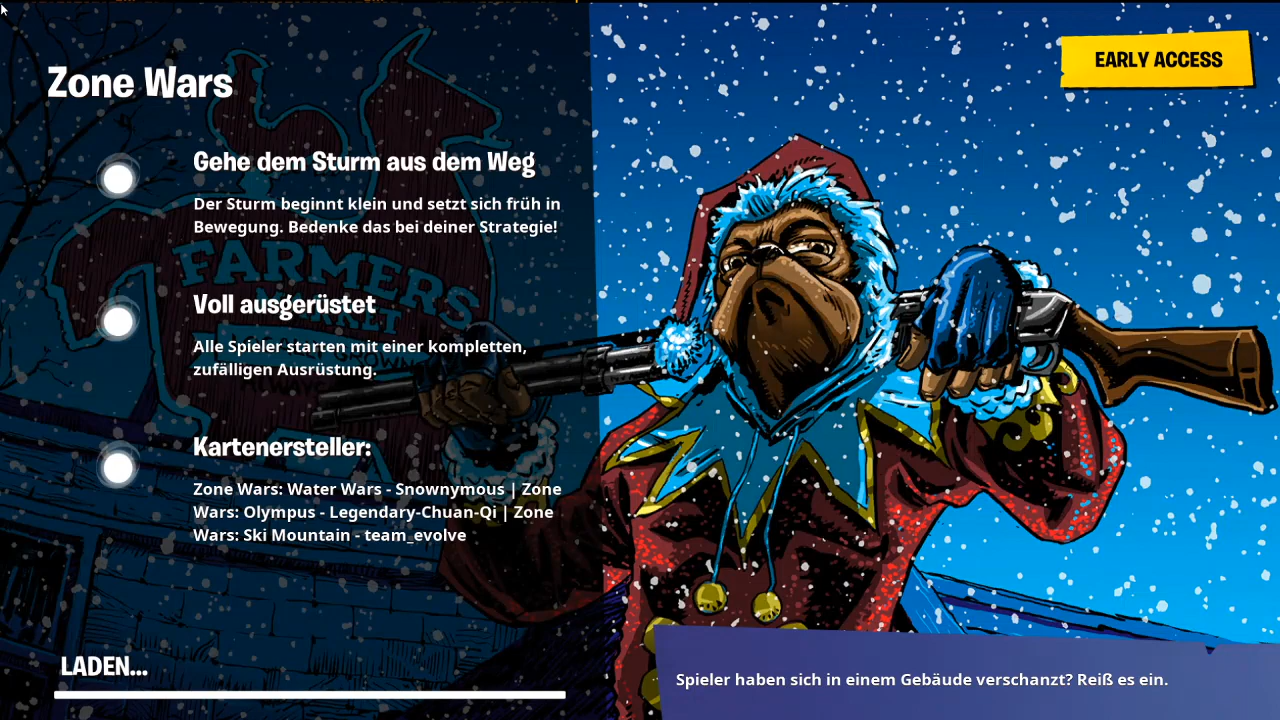 Zone Wars
EARLY ACCESS
Gehe dem Sturm aus dem Weg
Der Sturm beginnt klein und setzt sich früh in
Bewegung. Bedenke das bei deiner Strategie!
FARMERS
MARKET
Voll ausgerüstet
Alle Spieler starten mit einer kompletten,
zufälligen Ausrüstung.
Kartenersteller:
Zone Wars: Water Wars - Snownymous | Zone
Wars: Olympus - Legendary-Chuan-Qi | Zone
Wars: Ski Mountain - team_evolve
LADEN...
Spieler haben sich in einem Gebäude verschanzt? Reiß es ein.